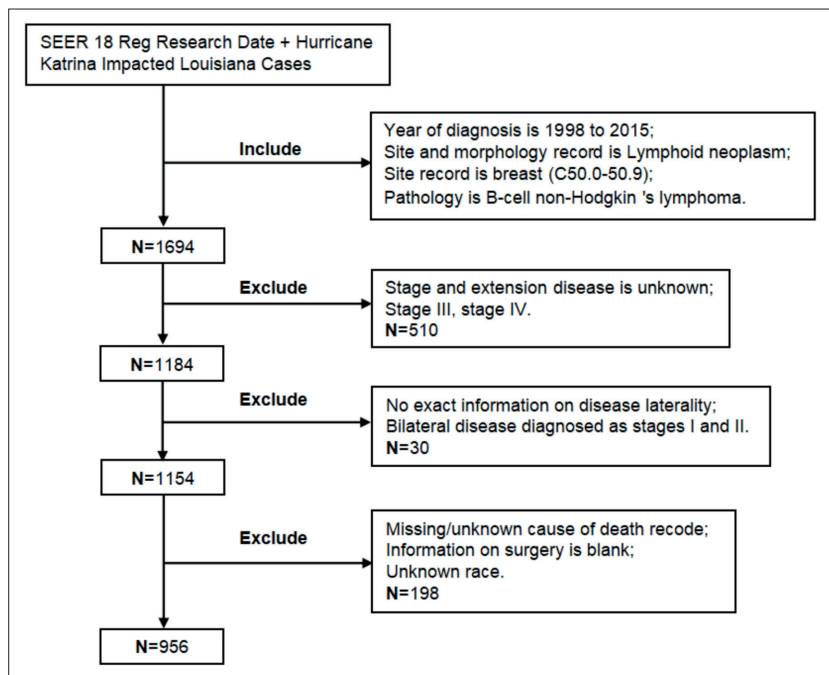 SEER 18 Reg Research Date + Hurricane
Katrina Impacted Louisiana Cases
Include
Year of diagnosis is 1998 to 2015;
Site and morphology record is Lymphoid neoplasm;
Site record is breast (C50.0-50.9);
Pathology is B-cell non-Hodgkin 's lymphoma.
N=1694
Exclude
Stage and extension disease is unknown;
Stage III, stage IV.
N=510
N=1184
Exclude
No exact information on disease laterality;
Bilateral disease diagnosed as stages I and II.
N=30
N=1154
Exclude
Missing/unknown cause of death recode;
Information on surgery is blank;
Unknown race.
N=198
N=956